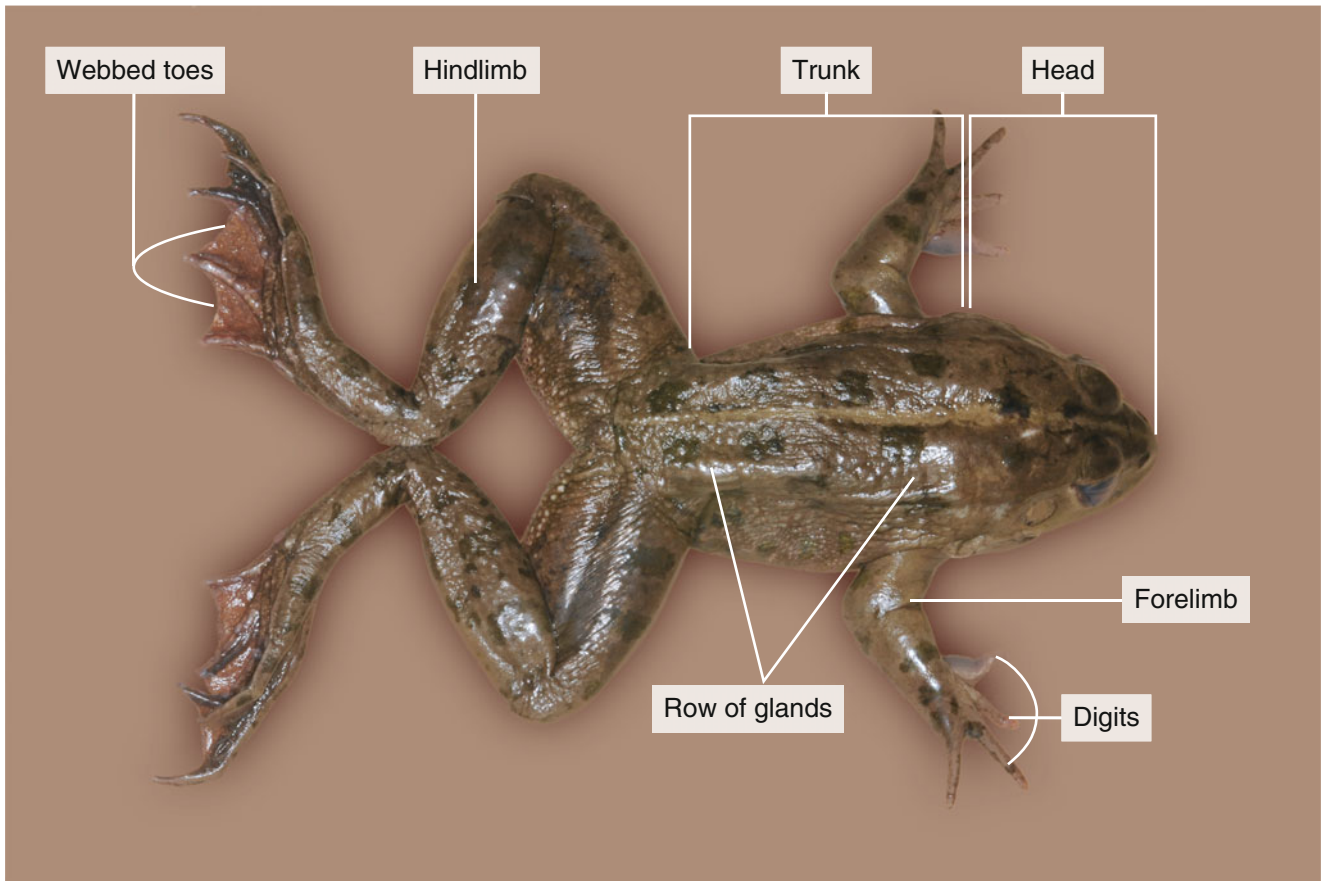 Webbed toes
Hindlimb
Trunk
Head
Forelimb
Row of glands
Digits